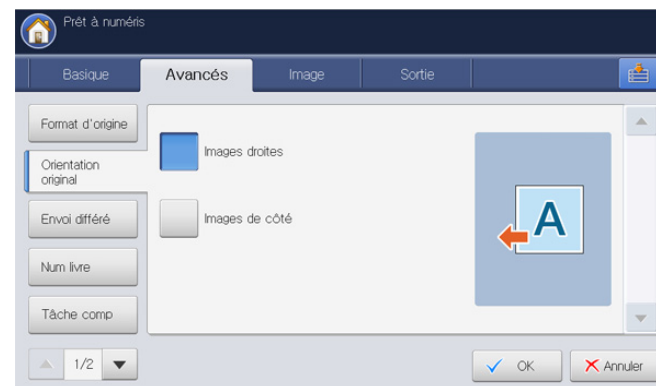 Prêt à numéris
Basique
Avancés
Image
Sortie
Format d'origine
Orientation
original
Envoi différé
Num livre
Tâche comp
1/2
Images droites
Images de côté
A
OK
Annuler